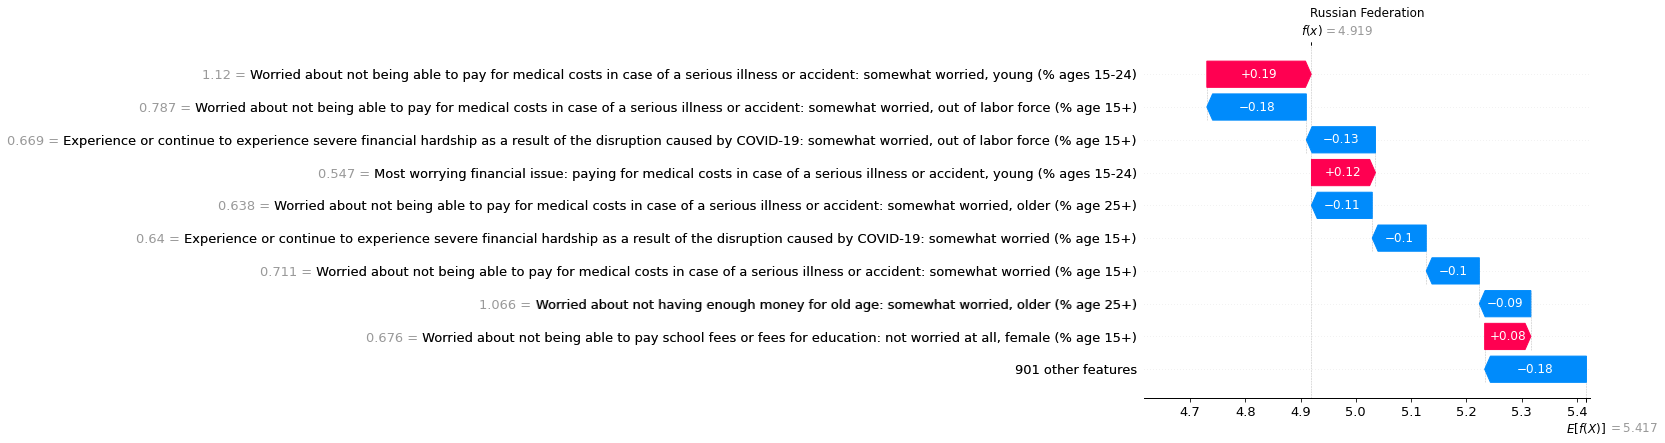 Russian Federation
f(x) = 4.919
1.12 = Worried about not being able to pay for medical costs in case of a serious illness or accident: somewhat worried, young (% ages 15-24)
+0.19
0.787 = Worried about not being able to pay for medical costs in case of a serious illness or accident: somewhat worried, out of labor force (% age 15+)
−0.18
0.669 = Experience or continue to experience severe financial hardship as a result of the disruption caused by COVID-19: somewhat worried, out of labor force (% age 15+)
−0.13
0.547 = Most worrying financial issue: paying for medical costs in case of a serious illness or accident, young (% ages 15-24)
+0.12
0.638 = Worried about not being able to pay for medical costs in case of a serious illness or accident: somewhat worried, older (% age 25+)
−0.11
0.64 = Experience or continue to experience severe financial hardship as a result of the disruption caused by COVID-19: somewhat worried (% age 15+)
−0.1
0.711 = Worried about not being able to pay for medical costs in case of a serious illness or accident: somewhat worried (% age 15+)
−0.1
1.066 = Worried about not having enough money for old age: somewhat worried, older (% age 25+)
−0.09
0.676 = Worried about not being able to pay school fees or fees for education: not worried at all, female (% age 15+)
+0.08
901 other features
−0.18
4.7 4.8 4.9 5.0 5.1 5.2 5.3 5.4
E[f(X)] = 5.417